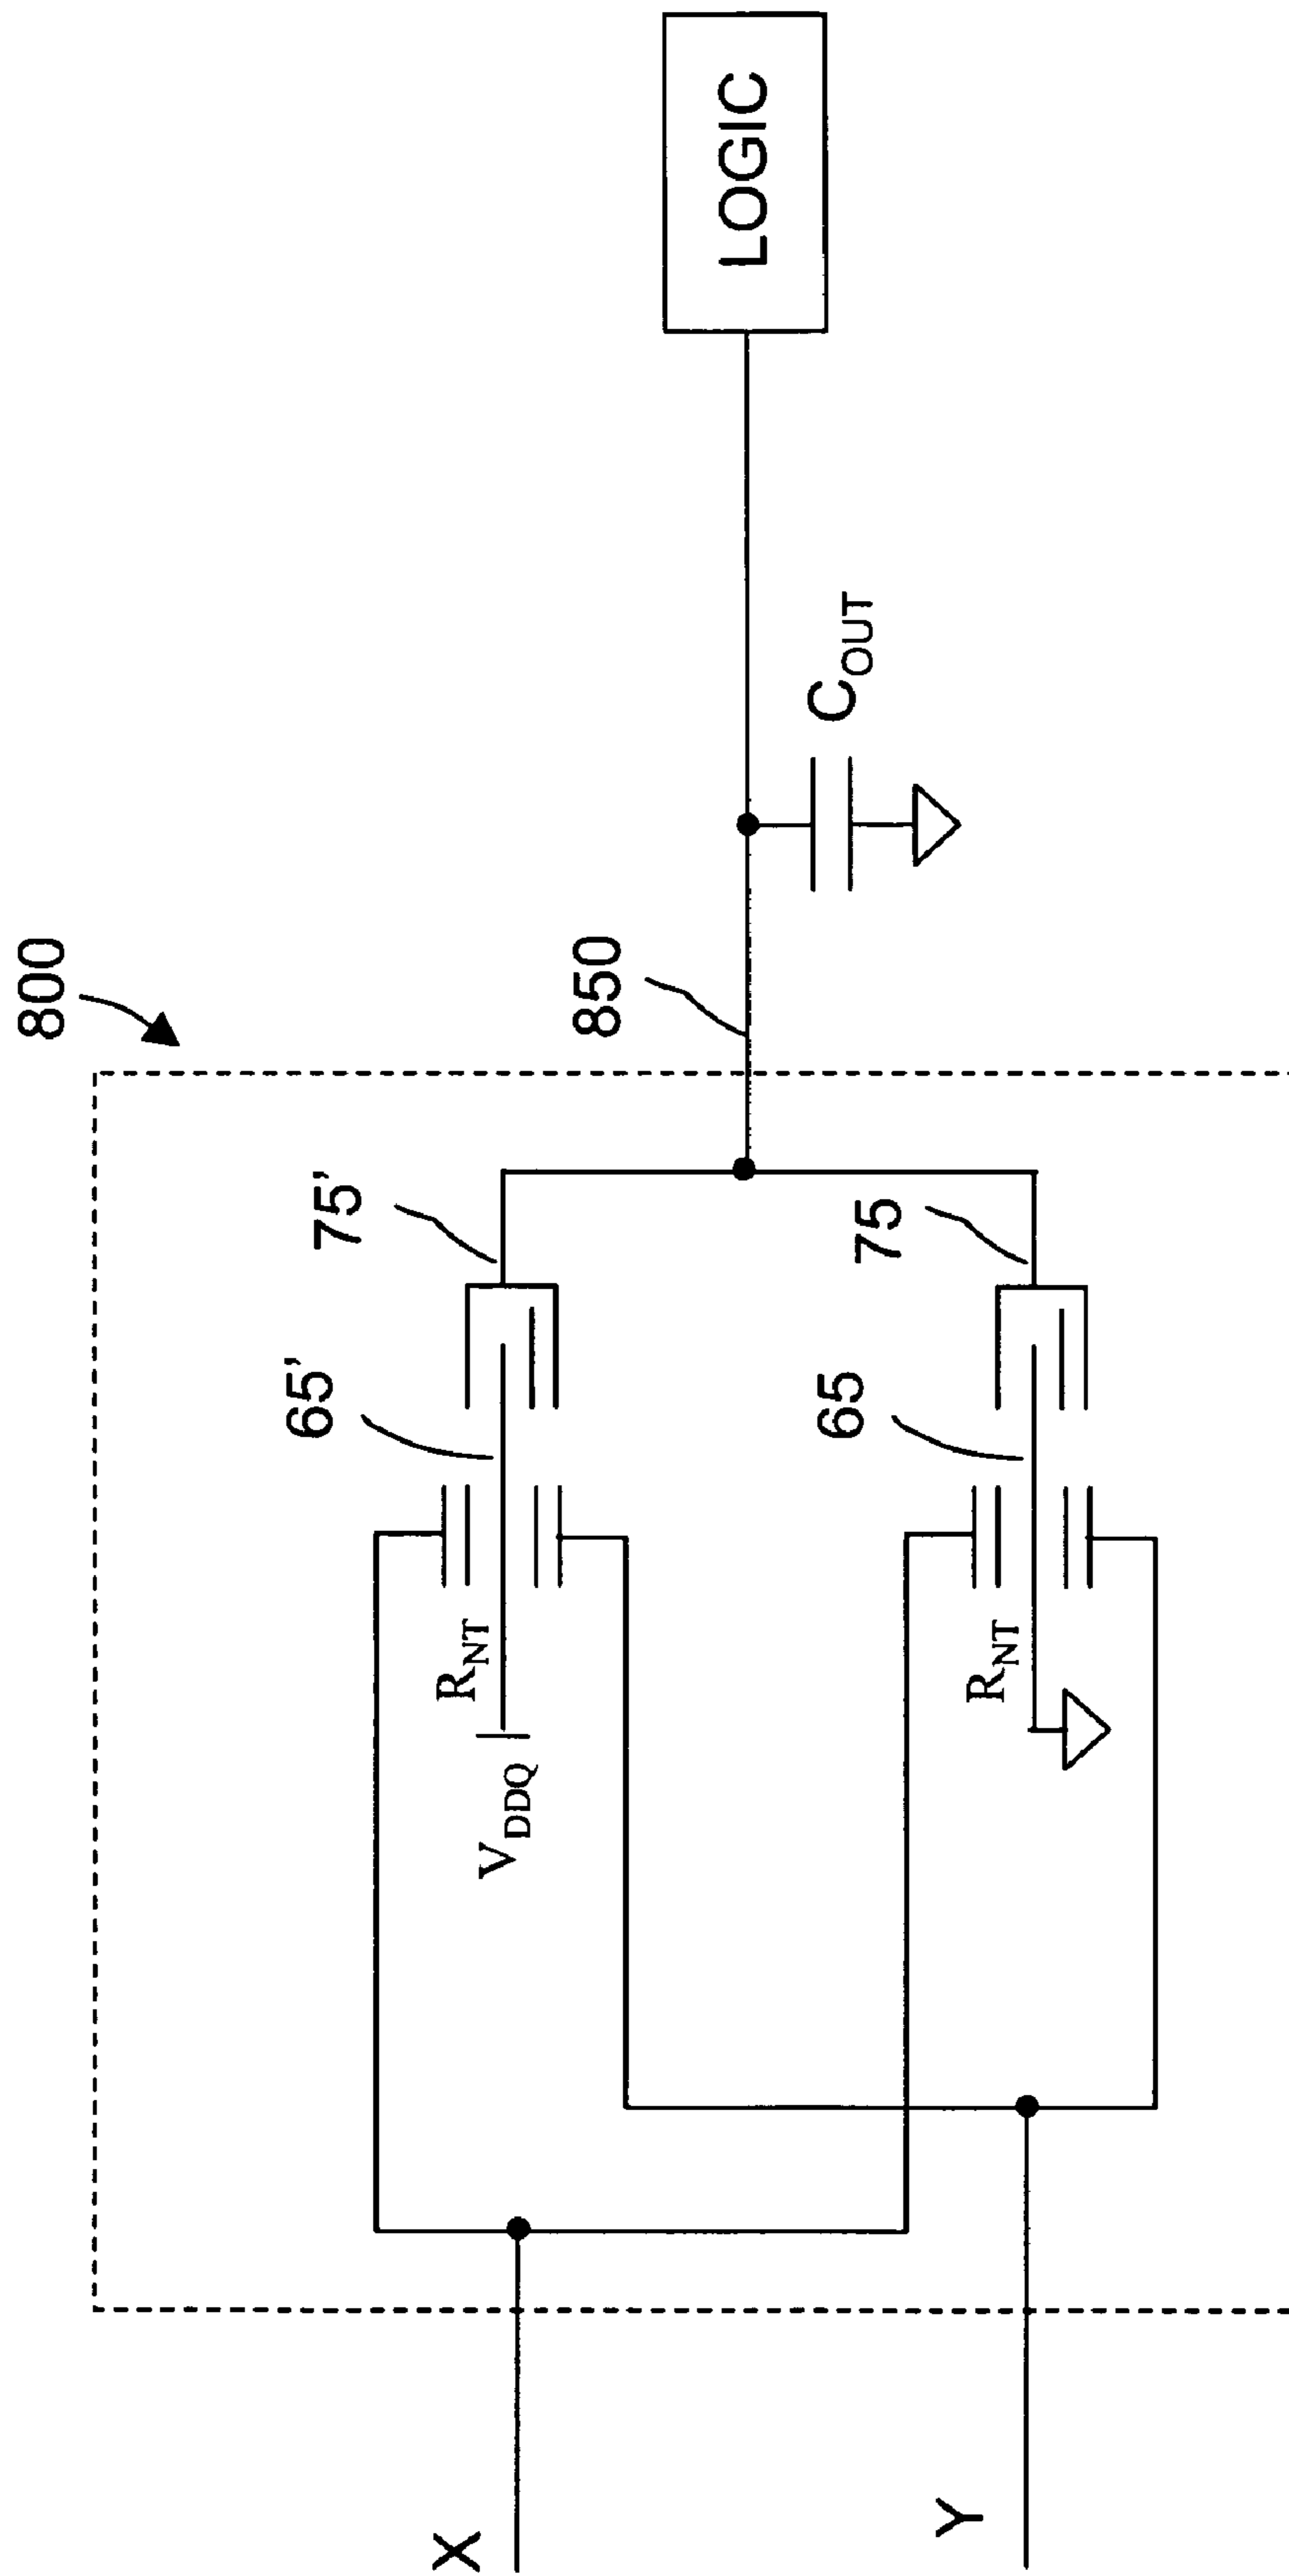 800
850
C_OUT
LOGIC
75'
65'
R_NT
V_DDQ
75
65
R_NT
X
Y